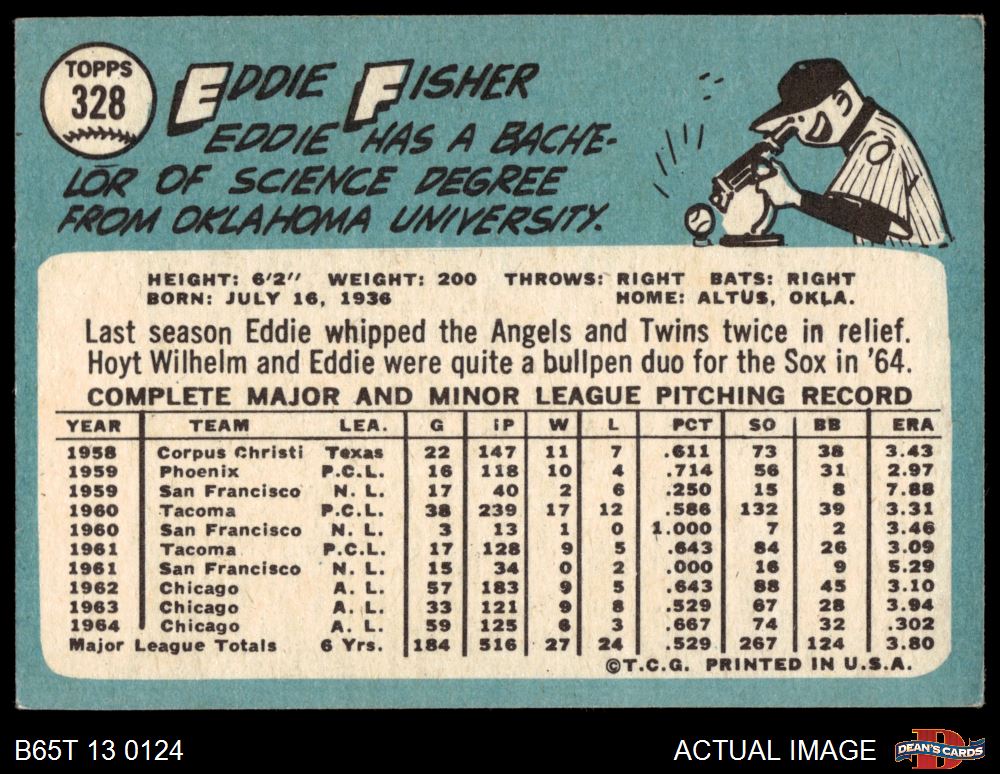 TOPPS
328
EDDIE FISHER
EDDIE HAS A BACHE-
LOR OF SCIENCE DEGREE
FROM OKLAHOMA UNIVERSITY.
HEIGHT: 6'2" WEIGHT: 200 THROWS: RIGHT BATS: RIGHT
BORN: JULY 16, 1936 HOME: ALTUS, OKLA.
Last season Eddie whipped the Angels and Twins twice in relief.
Hoyt Wilhelm and Eddie were quite a bullpen duo for the Sox in '64.
COMPLETE MAJOR AND MINOR LEAGUE PITCHING RECORD
YEAR TEAM LEA. G IP W L PCT SO BB ERA
1958 Corpus Christi Texas 22 147 11 7 .611 73 38 3.43
1959 Phoenix P.C.L. 16 118 10 4 .714 56 31 2.97
1959 San Francisco N. L. 17 40 2 6 .250 15 8 7.88
1960 Tacoma P.C.L. 38 239 17 12 .586 132 39 3.31
1960 San Francisco N. L. 3 13 1 0 1.000 7 2 3.46
1961 Tacoma P.C.L. 17 128 9 5 .643 84 26 3.09
1961 San Francisco N. L. 15 34 0 2 .000 16 9 5.29
1962 Chicago A. L. 57 183 9 5 .643 88 45 3.10
1963 Chicago A. L. 33 121 9 8 .529 67 28 3.94
1964 Chicago A. L. 59 125 6 3 .667 74 32 .302
Major League Totals 6 Yrs. 184 516 27 24 .529 267 124 3.80
©T.C.G. PRINTED IN U.S.A.
B65T 13 0124 ACTUAL IMAGE D DEAN'S CARDS